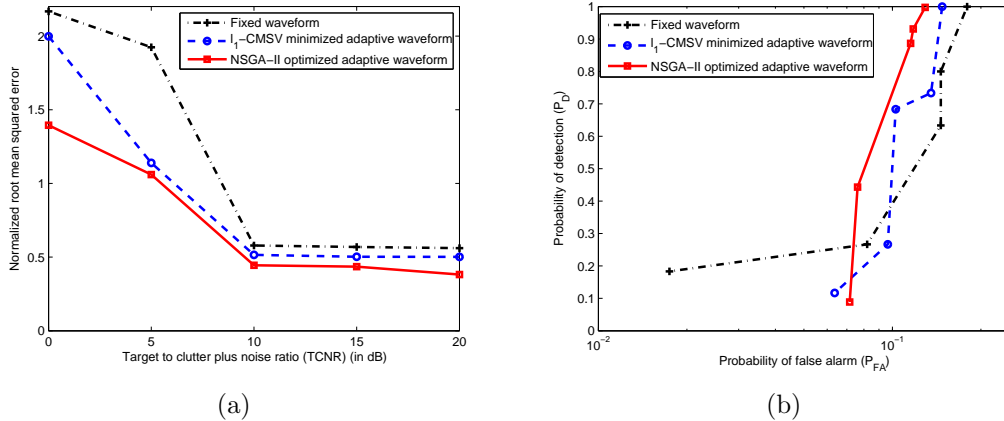 Normalized root mean squared error
2
1.5
1
0.5
0
0
5
10
15
20
Target to clutter plus noise ratio (TCNR) (in dB)
Fixed waveform
l1−CMSV minimized adaptive waveform
NSGA−II optimized adaptive waveform
(a)
Probability of detection (PD)
1
0.9
0.8
0.7
0.6
0.5
0.4
0.3
0.2
0.1
0
10−2
10−1
Probability of false alarm (PFA)
Fixed waveform
l1−CMSV minimized adaptive waveform
NSGA−II optimized adaptive waveform
(b)